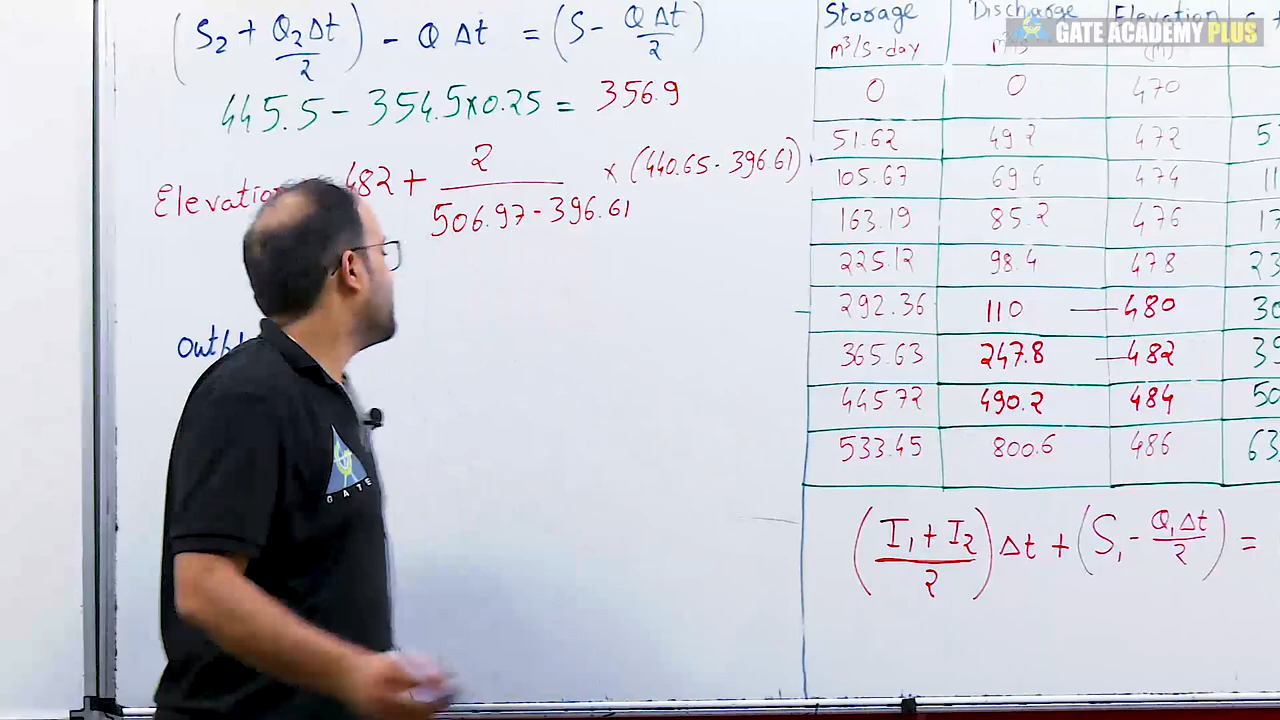 (S₂ + Q₂Δt/2) - Q Δt = (S - QΔt/2)
445.5 - 354.5×0.25 = 356.9
482 + 2/(506.97-396.61) × (440.65-396.61)
GATE
Storage Discharge Elevation
m³/s-day (m)
0 0 470
51.62 49.2 472
105.67 69.6 474
163.19 85.2 476
225.12 98.4 478
292.36 110 480
365.63 247.8 482
445.72 490.2 484
533.45 800.6 486
((I₁ + I₂)/2)Δt + (S₁ - Q₁Δt/2) =
GATE ACADEMY PLUS